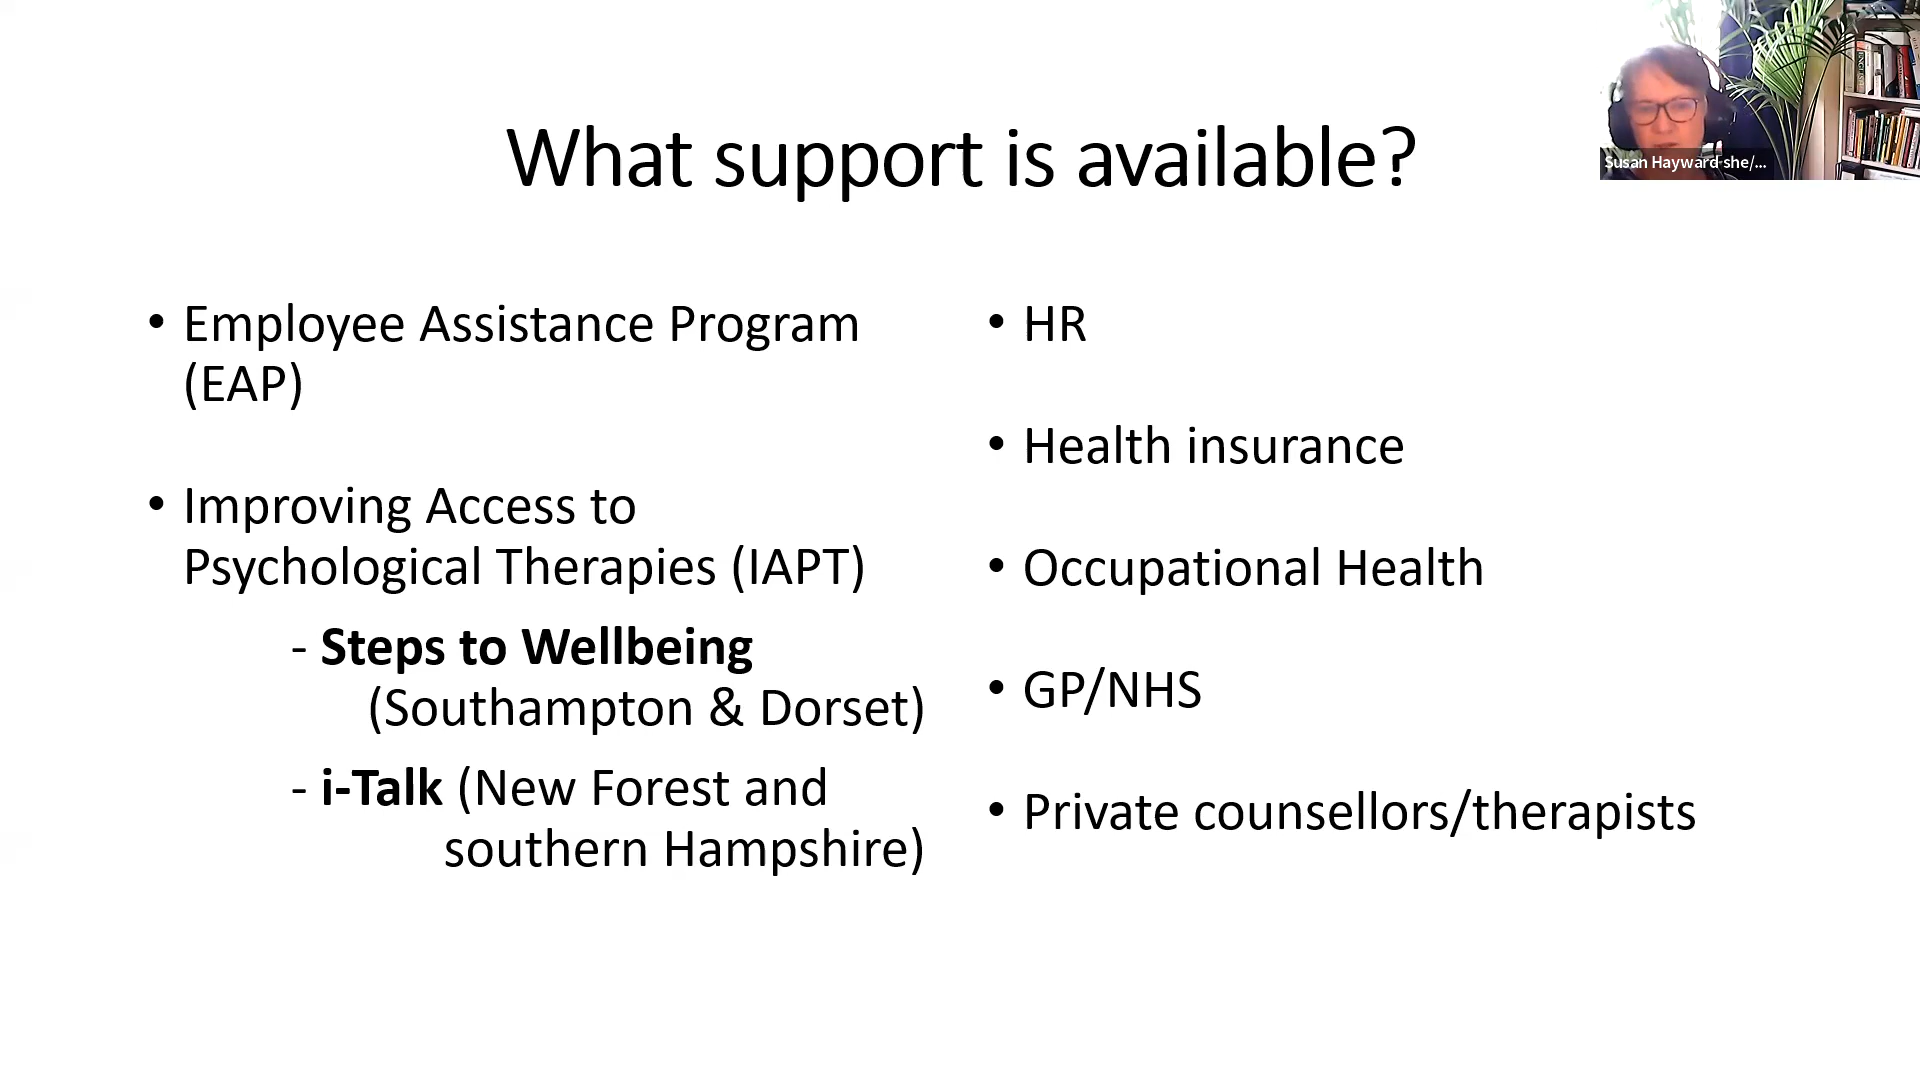 What support is available?
Susan Hayward she/...
• Employee Assistance Program
(EAP)
• Improving Access to
Psychological Therapies (IAPT)
- Steps to Wellbeing
(Southampton & Dorset)
- i-Talk (New Forest and
southern Hampshire)
• HR
• Health insurance
• Occupational Health
• GP/NHS
• Private counsellors/therapists